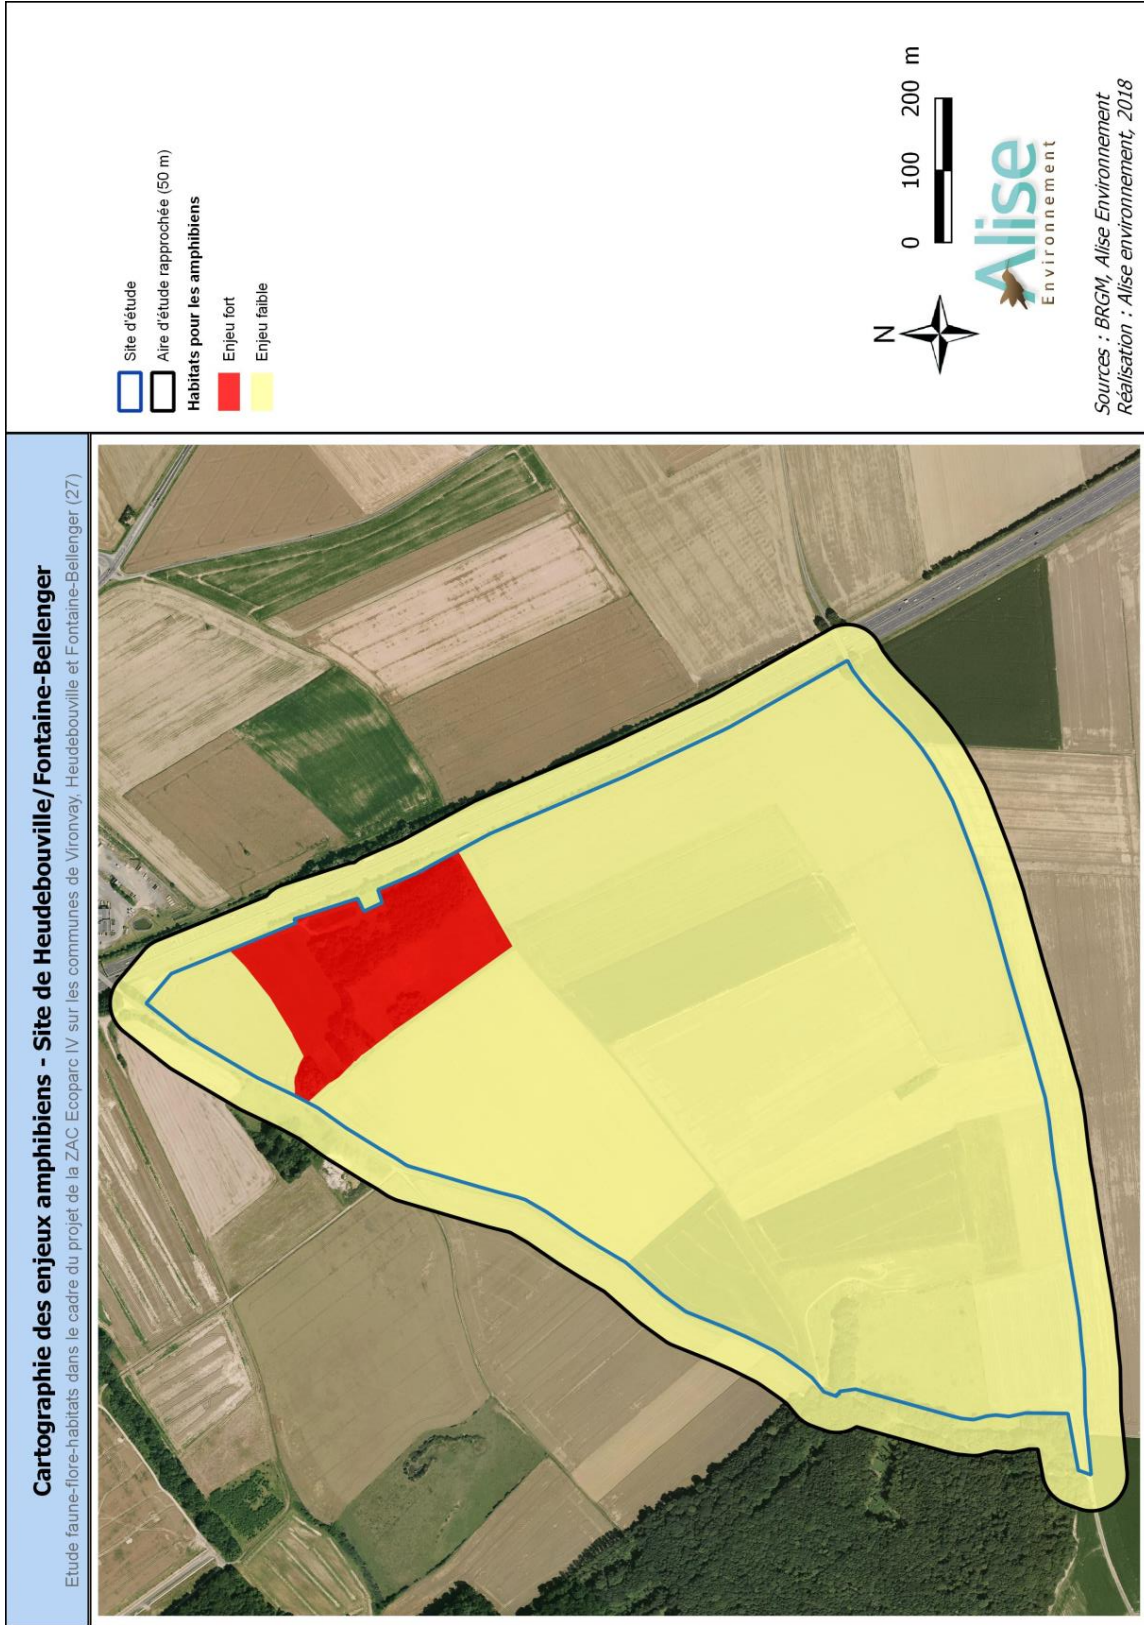 Cartographie des enjeux amphibiens - Site de Heudebouville/Fontaine-Bellenger
Etude faune-flore-habitats dans le cadre du projet de la ZAC Ecoparc IV sur les communes de Vironvay, Heudebouville et Fontaine-Bellenger (27)
Site d'étude
Aire d'étude rapprochée (50 m)
Habitats pour les amphibiens
Enjeu fort
Enjeu faible
N
0 100 200 m
Alise
Environnement
Sources : BRGM, Alise Environnement
Réalisation : Alise environnement, 2018